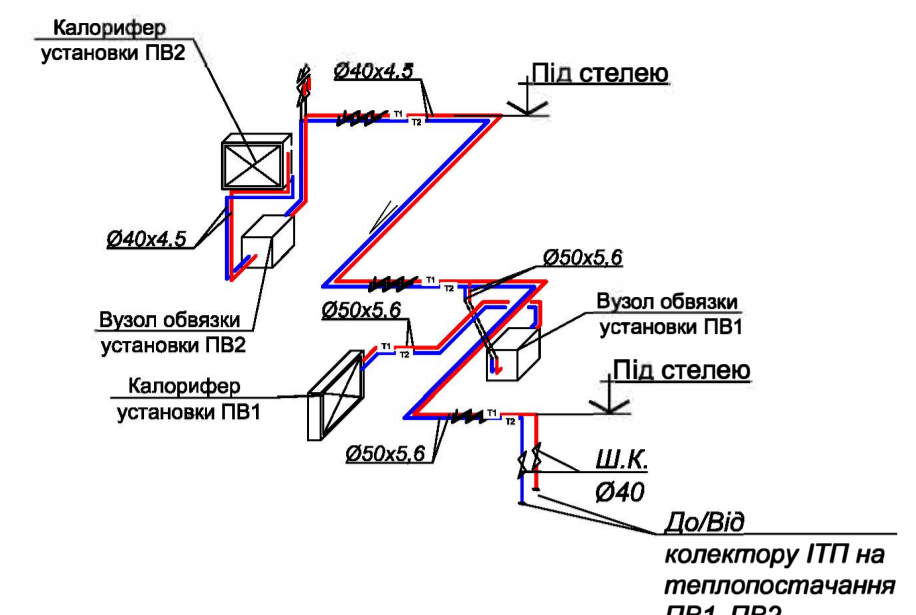 Калорифер
установки ПВ2
Ø40x4.5
Під стелею
T1
T2
Ø40x4,5
Ø50x5,6
T1
T2
Вузол обвязки
установки ПВ2
Ø50x5,6
Вузол обвязки
установки ПВ1
T1
T2
Калорифер
установки ПВ1
Під стелею
T1
T2
Ø50x5,6
Ш.К.
Ø40
До/Від
колектору ІТП на
теплопостачання
ПВ1, ПВ2